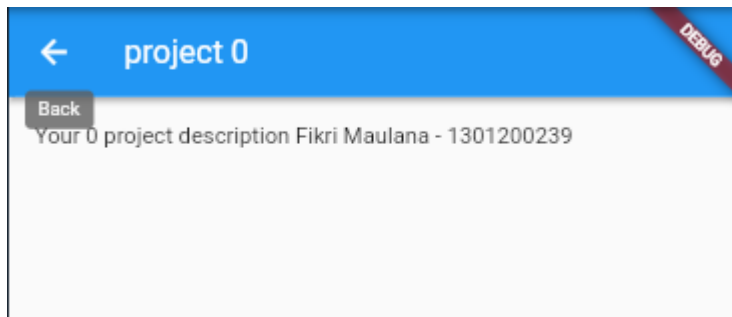 project 0
DEBUG
Back
Your 0 project description Fikri Maulana - 1301200239